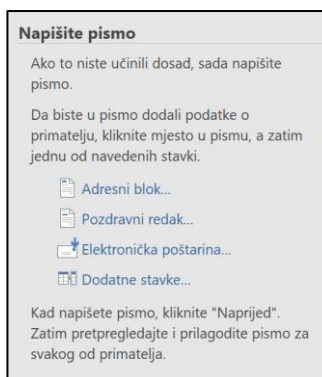 Napišite pismo
Ako to niste učinili dosad, sada napišite
pismo.
Da biste u pismo dodali podatke o
primatelju, kliknite mjesto u pismu, a zatim
jednu od navedenih stavki.
Adresni blok...
Pozdravni redak...
Elektronička poštarina...
Dodatne stavke...
Kad napišete pismo, kliknite "Naprijed".
Zatim pretpregledajte i prilagodite pismo za
svakog od primatelja.